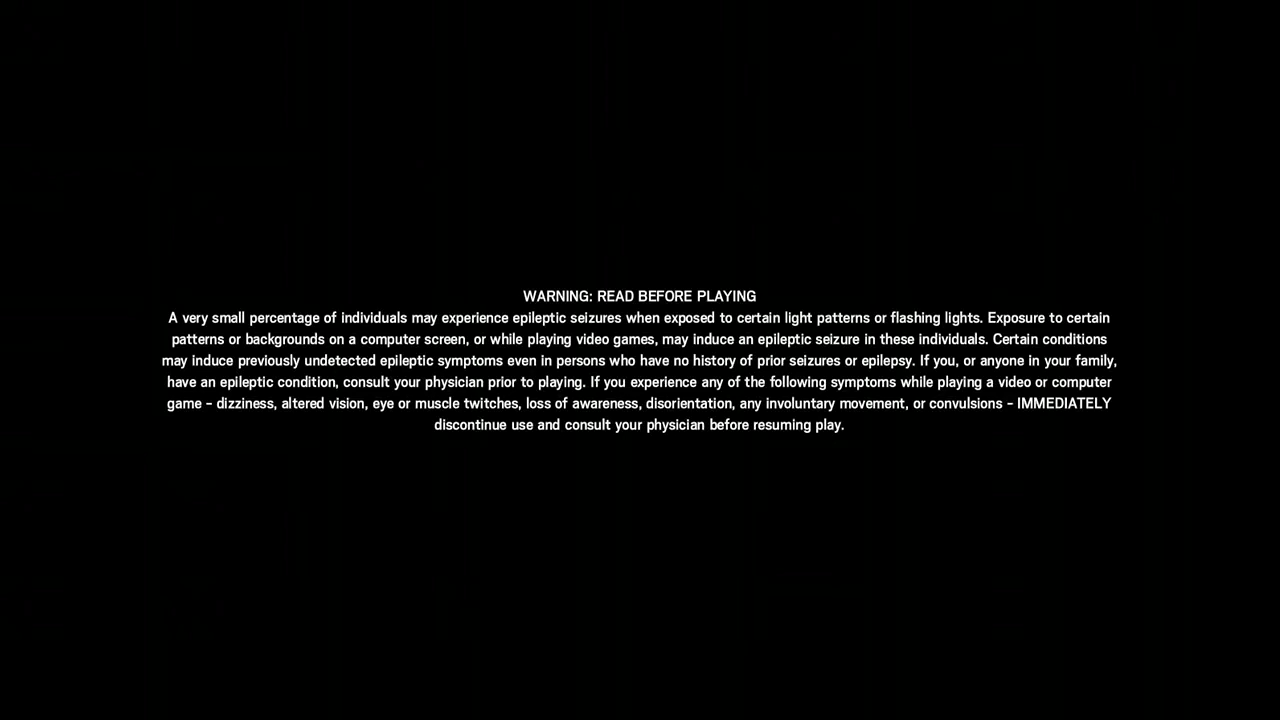 WARNING: READ BEFORE PLAYING
A very small percentage of individuals may experience epileptic seizures when exposed to certain light patterns or flashing lights. Exposure to certain
patterns or backgrounds on a computer screen, or while playing video games, may induce an epileptic seizure in these individuals. Certain conditions
may induce previously undetected epileptic symptoms even in persons who have no history of prior seizures or epilepsy. If you, or anyone in your family,
have an epileptic condition, consult your physician prior to playing. If you experience any of the following symptoms while playing a video or computer
game – dizziness, altered vision, eye or muscle twitches, loss of awareness, disorientation, any involuntary movement, or convulsions – IMMEDIATELY
discontinue use and consult your physician before resuming play.